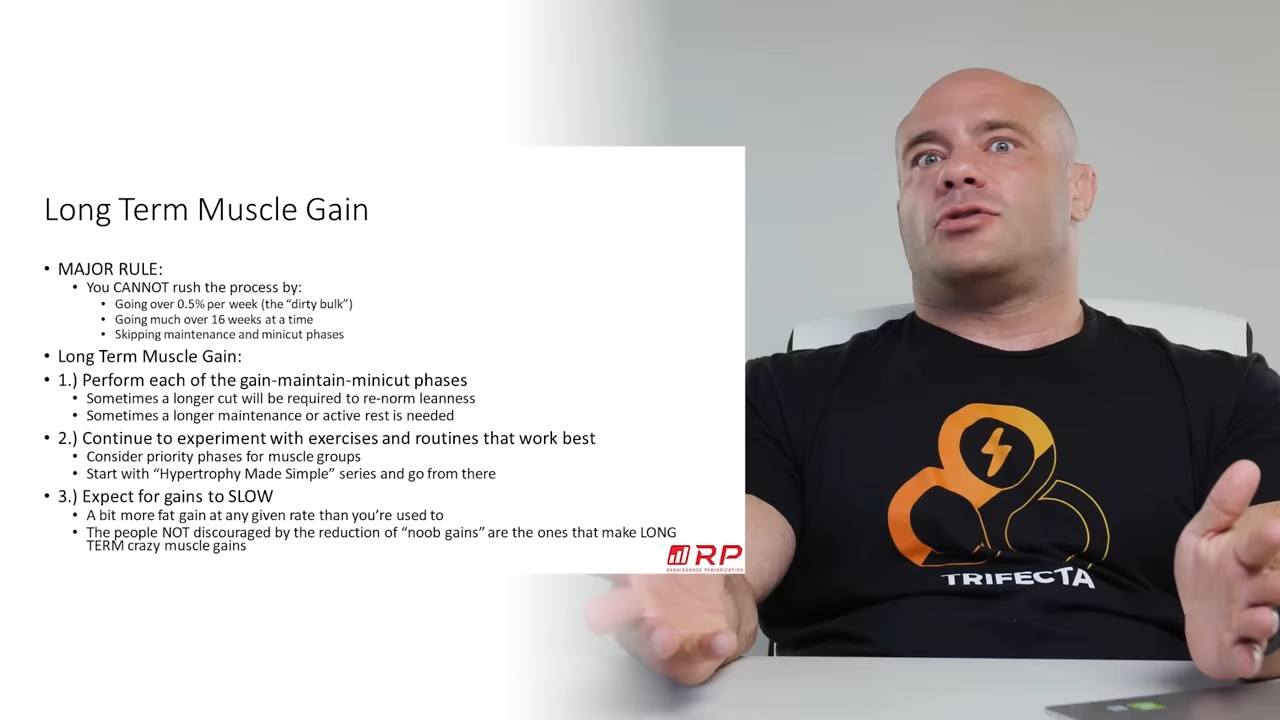 Long Term Muscle Gain
• MAJOR RULE:
• You CANNOT rush the process by:
• Going over 0.5% per week (the “dirty bulk”)
• Going much over 16 weeks at a time
• Skipping maintenance and minicut phases
• Long Term Muscle Gain:
• 1.) Perform each of the gain-maintain-minicut phases
• Sometimes a longer cut will be required to re-norm leanness
• Sometimes a longer maintenance or active rest is needed
• 2.) Continue to experiment with exercises and routines that work best
• Consider priority phases for muscle groups
• Start with “Hypertrophy Made Simple” series and go from there
• 3.) Expect for gains to SLOW
• A bit more fat gain at any given rate than you’re used to
• The people NOT discouraged by the reduction of “noob gains” are the ones that make LONG
TERM crazy muscle gains
RP
RENAISSANCE PERIODIZATION
TRIFECTA